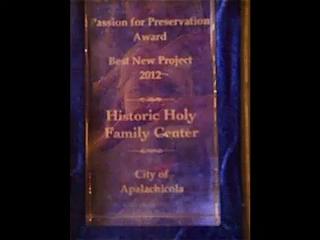 Passion for Preservation
Award
Best New Project
2012
Historic Holy
Family Center
City of
Apalachicola